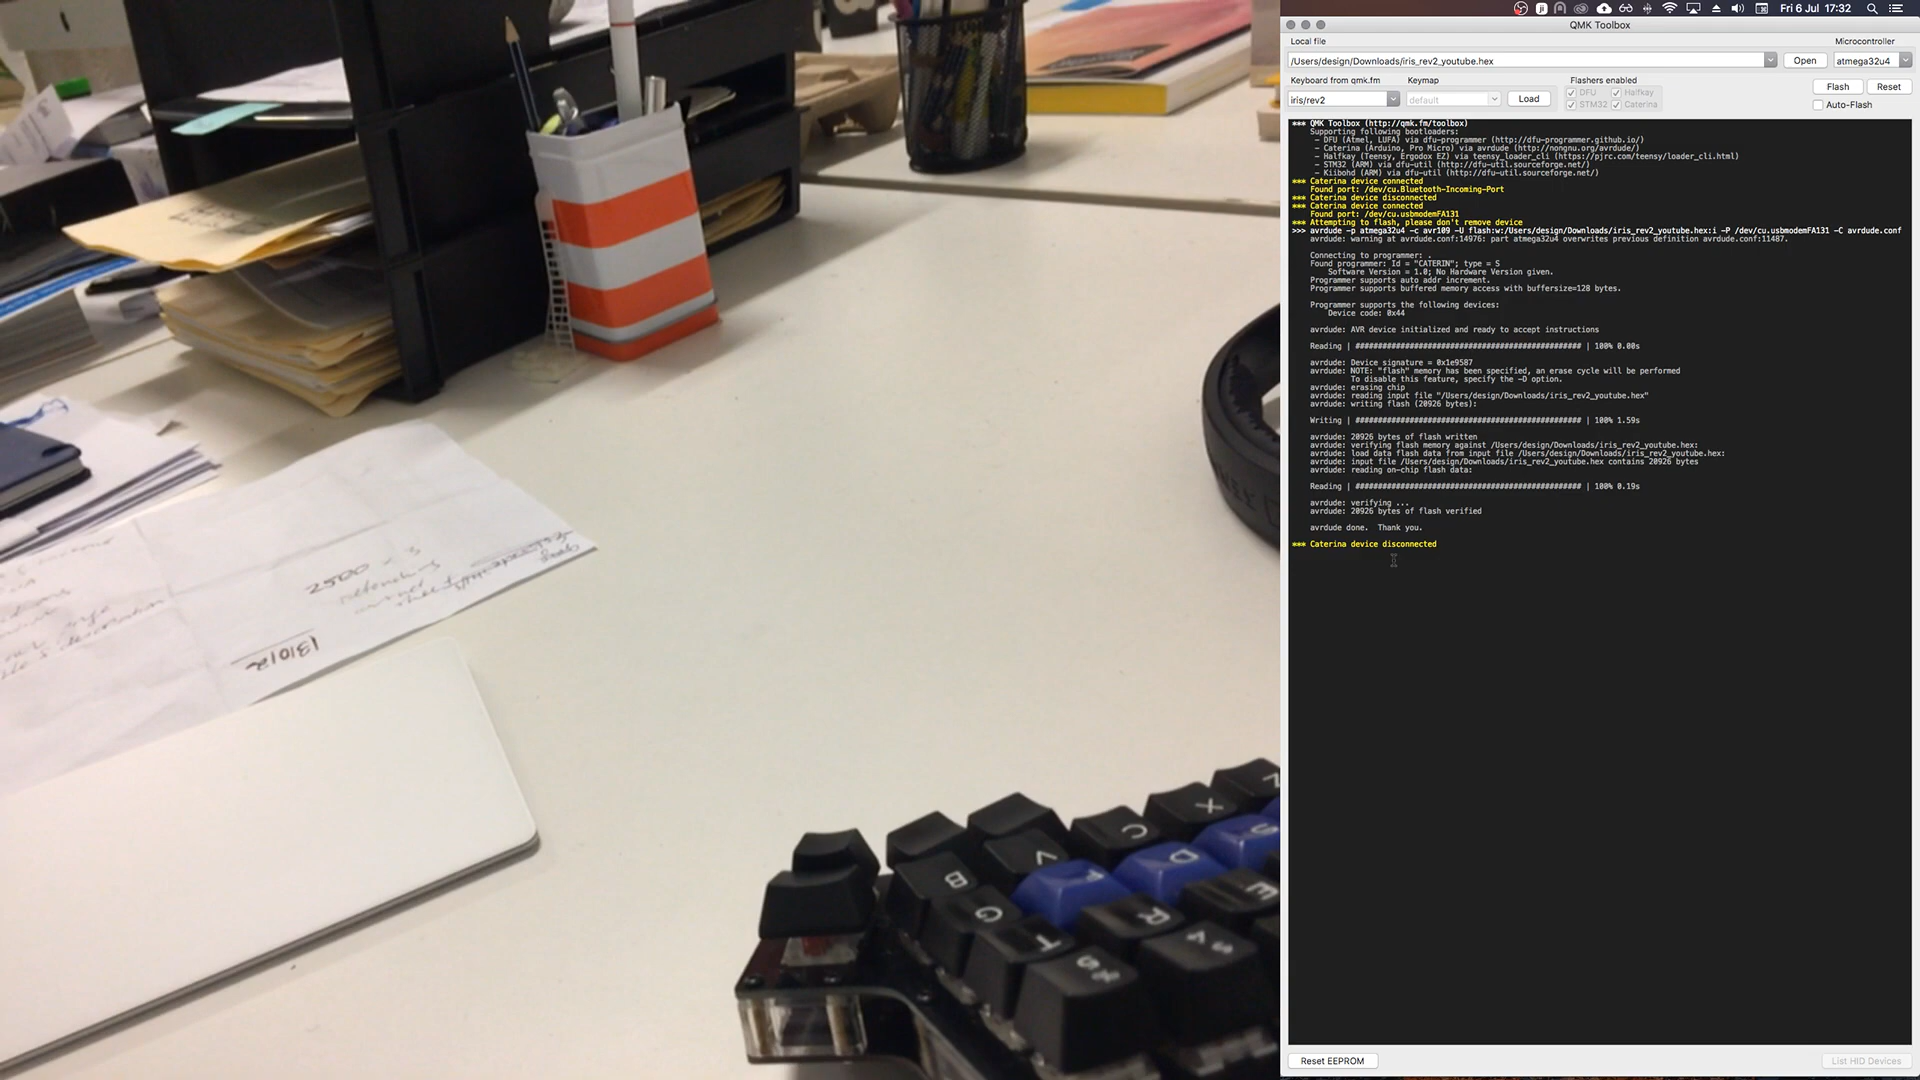 Fri 6 Jul 17:32
QMK Toolbox
Local file
Microcontroller
/Users/design/Downloads/iris_rev2_youtube.hex
Open
atmega32u4
Keyboard from qmk.fm
Keymap
Flashers enabled
iris/rev2
default
Load
DFU
Halfkay
STM32
Caterina
Flash
Reset
Auto-Flash
*** QMK Toolbox (http://qmk.fm/toolbox)
Supporting following bootloaders:
- DFU (Atmel, LUFA) via dfu-programmer (http://dfu-programmer.github.io/)
- Caterina (Arduino, Pro Micro) via avrdude (http://nongnu.org/avrdude/)
- Halfkay (Teensy, Ergodox EZ) via teensy_loader_cli (https://pjrc.com/teensy/loader_cli.html)
- STM32 (ARM) via dfu-util (http://dfu-util.sourceforge.net/)
- Kiibohd (ARM) via dfu-util (http://dfu-util.sourceforge.net/)
*** Caterina device connected
Found port: /dev/cu.Bluetooth-Incoming-Port
*** Caterina device disconnected
*** Caterina device connected
Found port: /dev/cu.usbmodemFA131
*** Attempting to flash, please don't remove device
>>> avrdude -p atmega32u4 -c avr109 -U flash:w:/Users/design/Downloads/iris_rev2_youtube.hex:i -P /dev/cu.usbmodemFA131 -C avrdude.conf
avrdude: warning at avrdude.conf:14976: part atmega32u4 overwrites previous definition avrdude.conf:11487.
Connecting to programmer: .
Found programmer: Id = "CATERIN"; type = S
Software Version = 1.0; No Hardware Version given.
Programmer supports auto addr increment.
Programmer supports buffered memory access with buffersize=128 bytes.
Programmer supports the following devices:
Device code: 0x44
avrdude: AVR device initialized and ready to accept instructions
Reading | ################################################## | 100% 0.00s
avrdude: Device signature = 0x1e9587
avrdude: NOTE: "flash" memory has been specified, an erase cycle will be performed
To disable this feature, specify the -D option.
avrdude: erasing chip
avrdude: reading input file "/Users/design/Downloads/iris_rev2_youtube.hex"
avrdude: writing flash (20926 bytes):
Writing | ################################################## | 100% 1.59s
avrdude: 20926 bytes of flash written
avrdude: verifying flash memory against /Users/design/Downloads/iris_rev2_youtube.hex:
avrdude: load data flash data from input file /Users/design/Downloads/iris_rev2_youtube.hex:
avrdude: input file /Users/design/Downloads/iris_rev2_youtube.hex contains 20926 bytes
avrdude: reading on-chip flash data:
Reading | ################################################## | 100% 0.19s
avrdude: verifying ...
avrdude: 20926 bytes of flash verified
avrdude done.  Thank you.
*** Caterina device disconnected
Reset EEPROM
List HID Devices
2500
Z
X
C
V
B
S
D
F
G
E
R
T